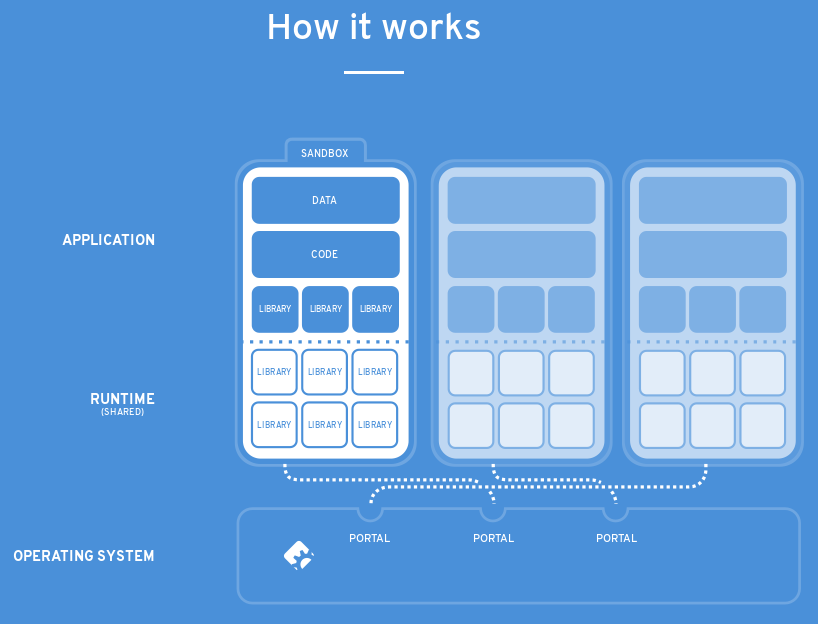 How it works
SANDBOX
DATA
APPLICATION
CODE
LIBRARY LIBRARY LIBRARY
LIBRARY LIBRARY LIBRARY
RUNTIME
(SHARED)
LIBRARY LIBRARY LIBRARY
PORTAL PORTAL PORTAL
OPERATING SYSTEM